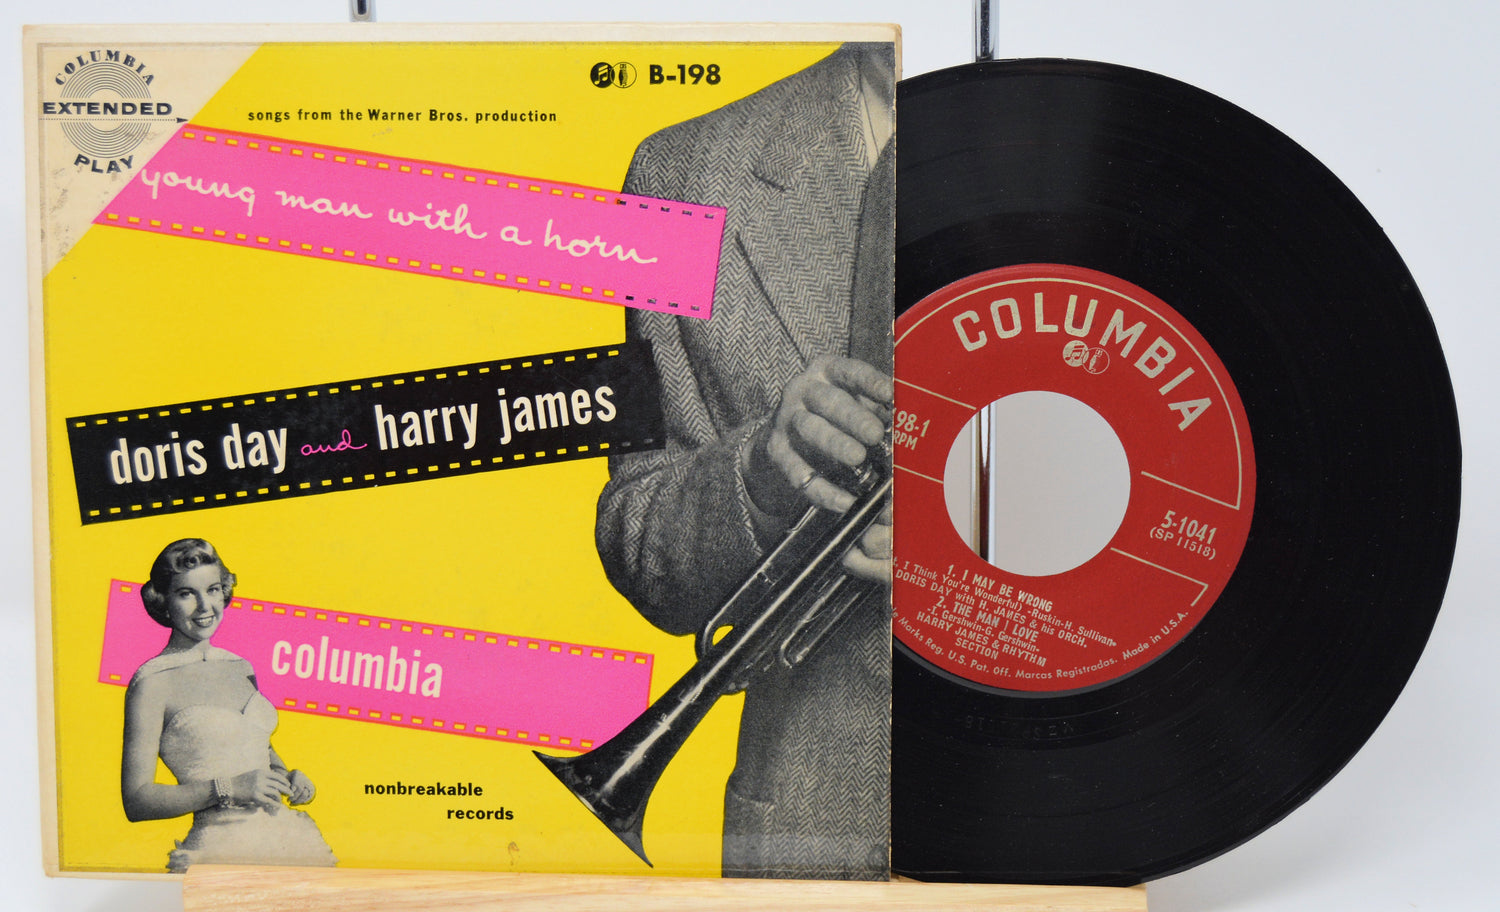 COLUMBIA
EXTENDED
PLAY
B-198
songs from the Warner Bros. production
young man with a horn
doris day and harry james
columbia
nonbreakable
records
COLUMBIA
98-1
RPM
5-1041
(SP 11518)
1. I MAY BE WRONG
I Think You're Wonderful) -Ruskin-H. Sullivan-
DORIS DAY with H. JAMES & his ORCH.
2. THE MAN I LOVE
-I. Gershwin-G. Gershwin-
HARRY JAMES & RHYTHM
SECTION
Marks Reg. U.S. Pat. Off. Marcas Registradas. Made in U.S.A.